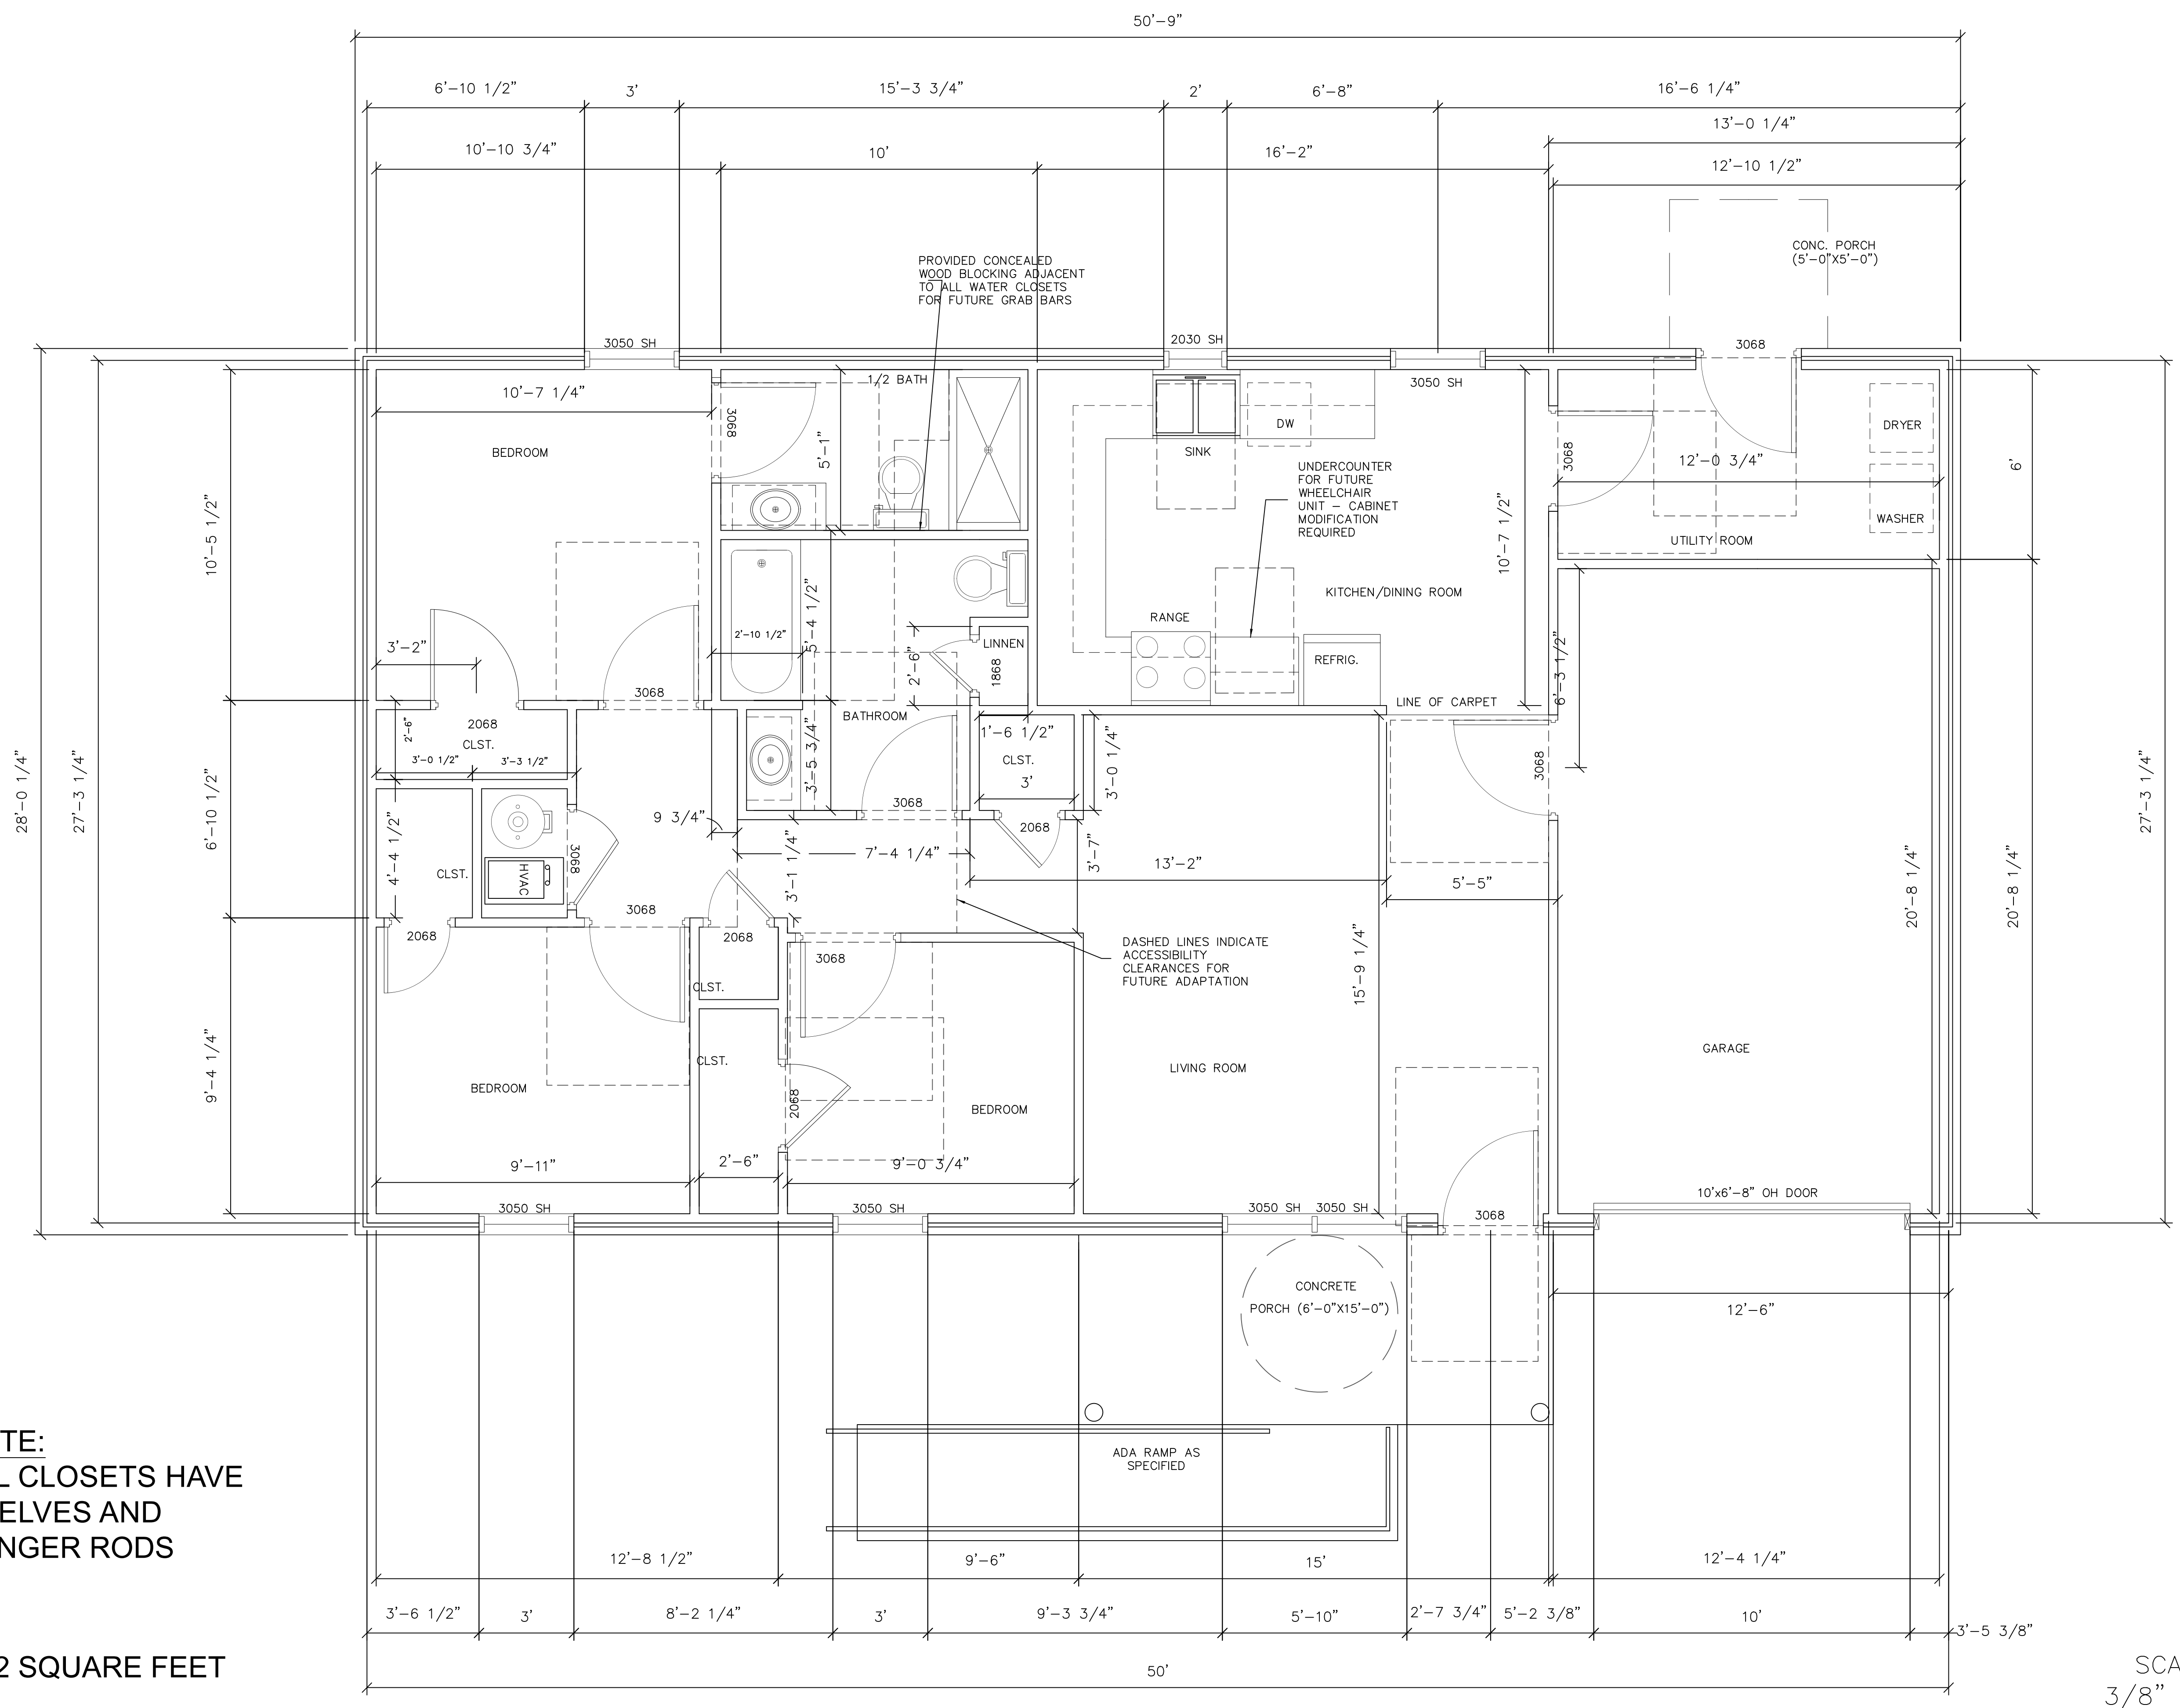 50'-9"
6'-10 1/2"
3'
15'-3 3/4"
2'
6'-8"
16'-6 1/4"
13'-0 1/4"
10'-10 3/4"
10'
16'-2"
12'-10 1/2"
CONC. PORCH
(5'-0"X5'-0")
PROVIDED CONCEALED
WOOD BLOCKING ADJACENT
TO ALL WATER CLOSETS
FOR FUTURE GRAB BARS
3050 SH
2030 SH
3050 SH
3068
10'-7 1/4"
1/2 BATH
3068
5'-1"
BEDROOM
SINK
DW
UNDERCOUNTER
FOR FUTURE
WHEELCHAIR
UNIT – CABINET
MODIFICATION
REQUIRED
10'-7 1/2"
3068
12'-0 3/4"
DRYER
WASHER
UTILITY ROOM
6'
10'-5 1/2"
KITCHEN/DINING ROOM
RANGE
REFRIG.
2'-10 1/2"
5'-4 1/2"
2'-6"
LINNEN
1868
3'-2"
3068
6'-3 1/2"
LINE OF CARPET
BATHROOM
2068
CLST.
2'-6"
3'-0 1/2"
3'-3 1/2"
3'-5 3/4"
1'-6 1/2"
CLST.
3'
3'-0 1/4"
3068
28'-0 1/4"
27'-3 1/4"
6'-10 1/2"
4'-4 1/2"
CLST.
HVAC
3068
9 3/4"
3068
2068
7'-4 1/4"
3'-1 1/4"
3'-7"
13'-2"
5'-5"
20'-8 1/4"
20'-8 1/4"
27'-3 1/4"
3068
2068
2068
3068
CLST.
DASHED LINES INDICATE
ACCESSIBILITY
CLEARANCES FOR
FUTURE ADAPTATION
15'-9 1/4"
9'-4 1/4"
CLST.
BEDROOM
2068
BEDROOM
LIVING ROOM
GARAGE
9'-11"
2'-6"
9'-0 3/4"
10'x6'-8" OH DOOR
3050 SH
3050 SH
3050 SH
3050 SH
3068
CONCRETE
PORCH (6'-0"X15'-0")
12'-6"
ADA RAMP AS
SPECIFIED
TE:
L CLOSETS HAVE
ELVES AND
NGER RODS
12'-8 1/2"
9'-6"
15'
12'-4 1/4"
3'-6 1/2"
3'
8'-2 1/4"
3'
9'-3 3/4"
5'-10"
2'-7 3/4"
5'-2 3/8"
10'
3'-5 3/8"
2 SQUARE FEET
50'
SCA
3/8"